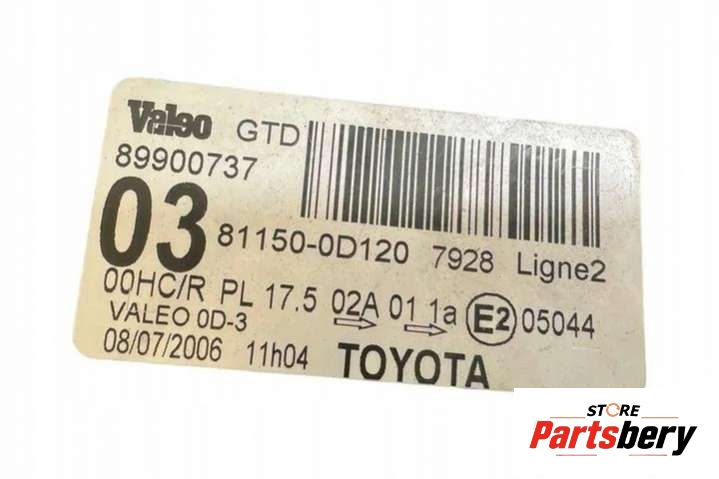 Valeo GTD
89900737
03 81150-0D120 7928 Ligne2
00HC/R PL 17.5 02A 01 1a E2 05044
VALEO 0D-3
08/07/2006 11h04 TOYOTA
STORE
Partsbery